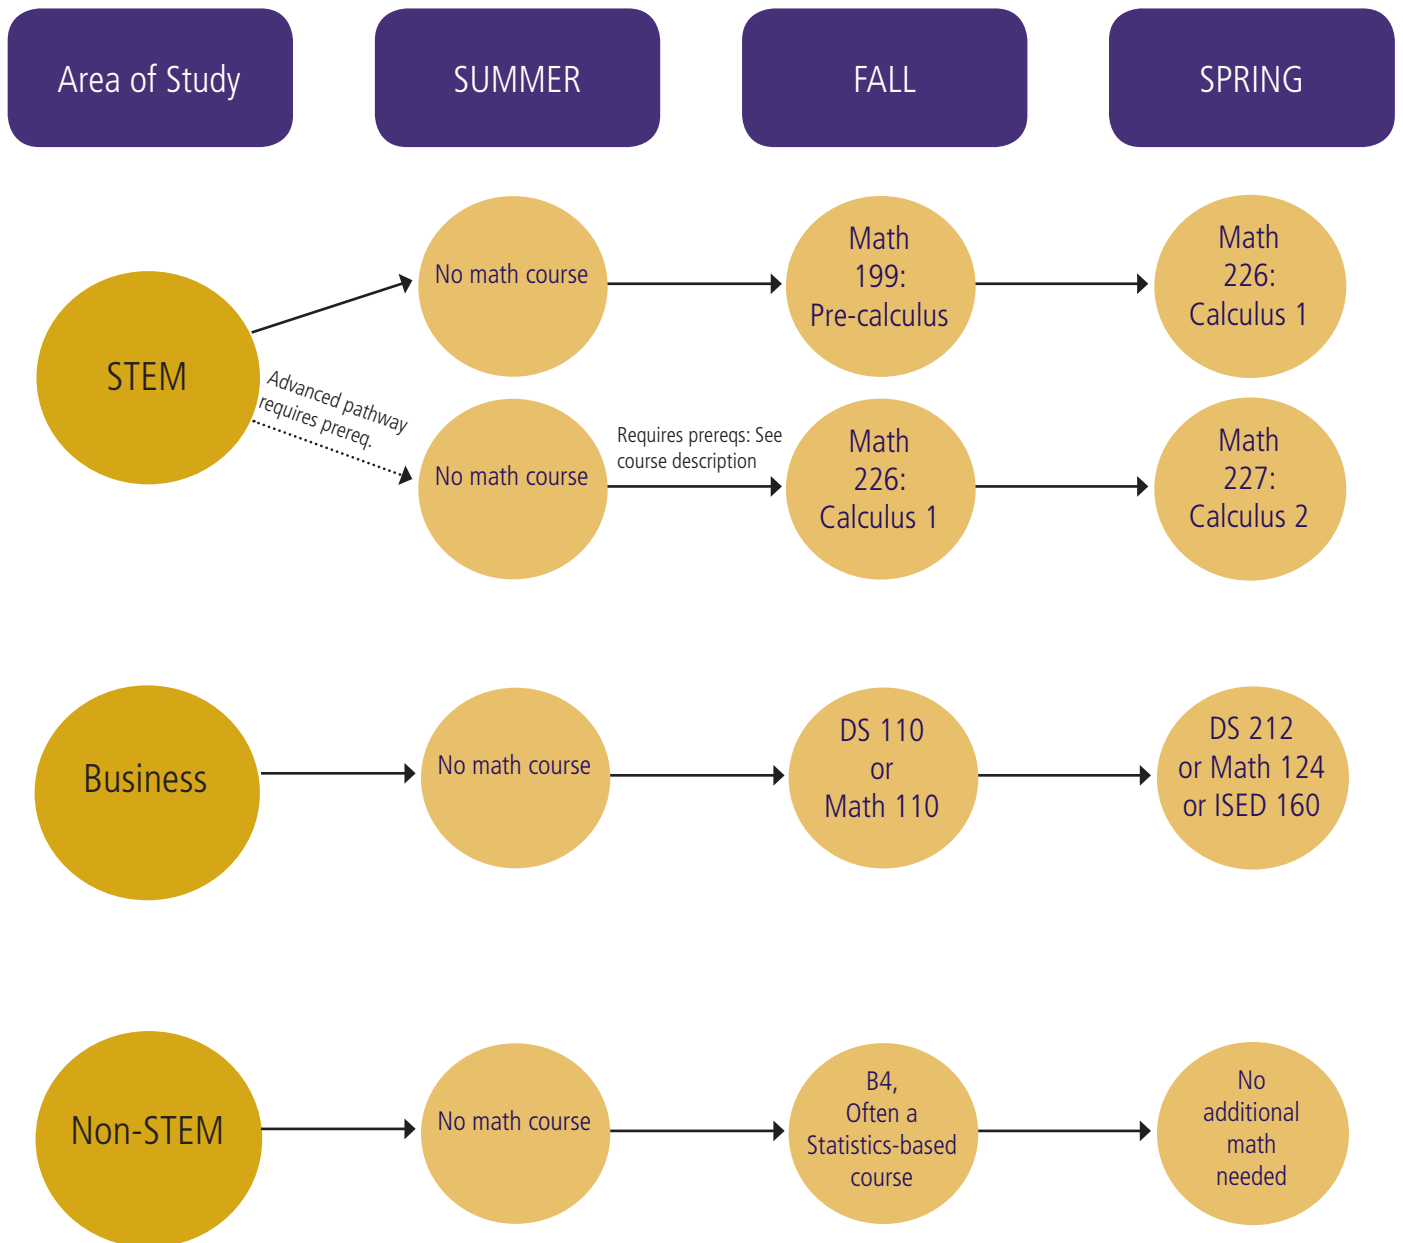 Area of Study
SUMMER
FALL
SPRING
STEM
Advanced pathway
requires prereq.
No math course
Math
199:
Pre-calculus
Math
226:
Calculus 1
No math course
Requires prereqs: See
course description
Math
226:
Calculus 1
Math
227:
Calculus 2
Business
No math course
DS 110
or
Math 110
DS 212
or Math 124
or ISED 160
Non-STEM
No math course
B4,
Often a
Statistics-based
course
No
additional
math
needed